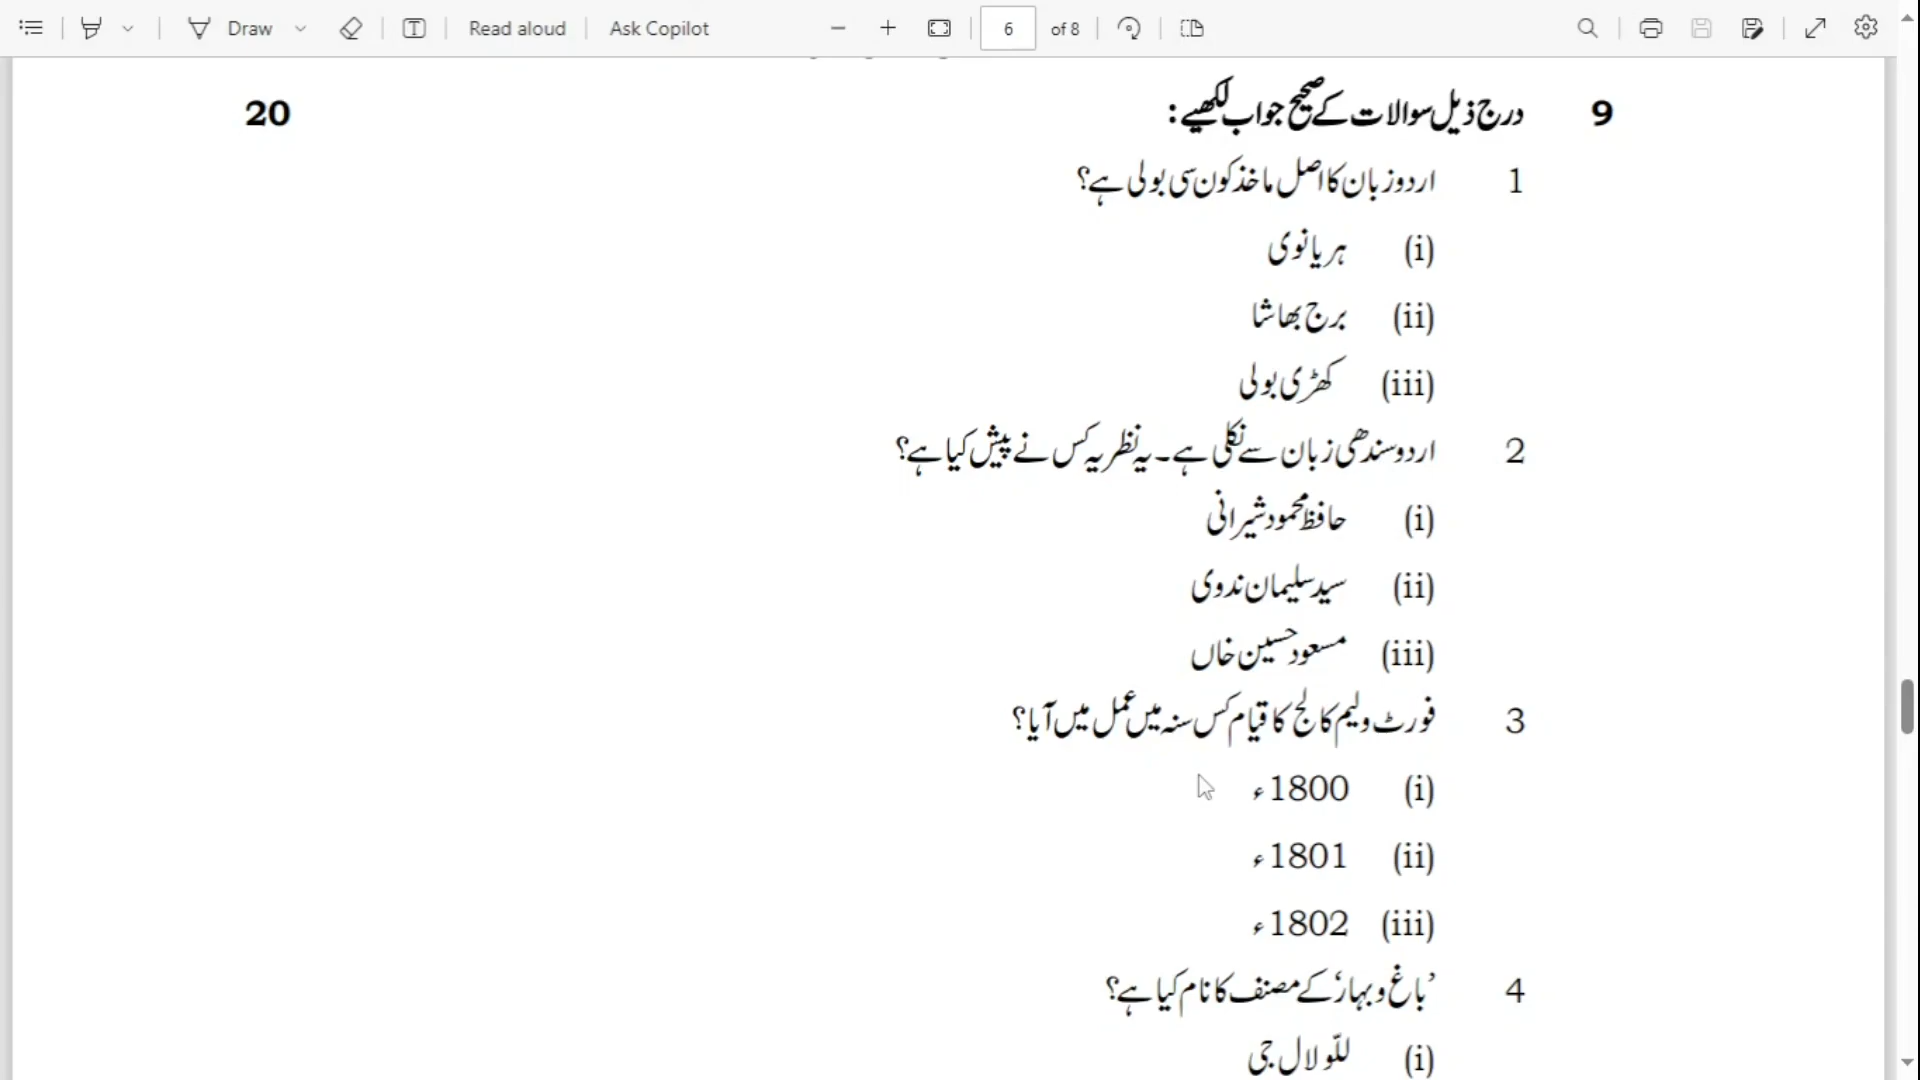 Draw Read aloud Ask Copilot 6 of 8
9 درج ذیل سوالات کے صحیح جواب لکھیے : 20
1 اردو زبان کا اصل ماخذ کون سی بولی ہے؟
(i) ہریانوی
(ii) برج بھاشا
(iii) کھڑی بولی
2 اردو سندھی زبان سے نکلی ہے۔ یہ نظریہ کس نے پیش کیا ہے؟
(i) حافظ محمود شیرانی
(ii) سید سلیمان ندوی
(iii) مسعود حسین خاں
3 فورٹ ولیم کالج کا قیام کس سنہ میں عمل میں آیا؟
(i) 1800ء
(ii) 1801ء
(iii) 1802ء
4 ’باغ و بہار‘ کے مصنف کا نام کیا ہے؟
(i) للّو لال جی